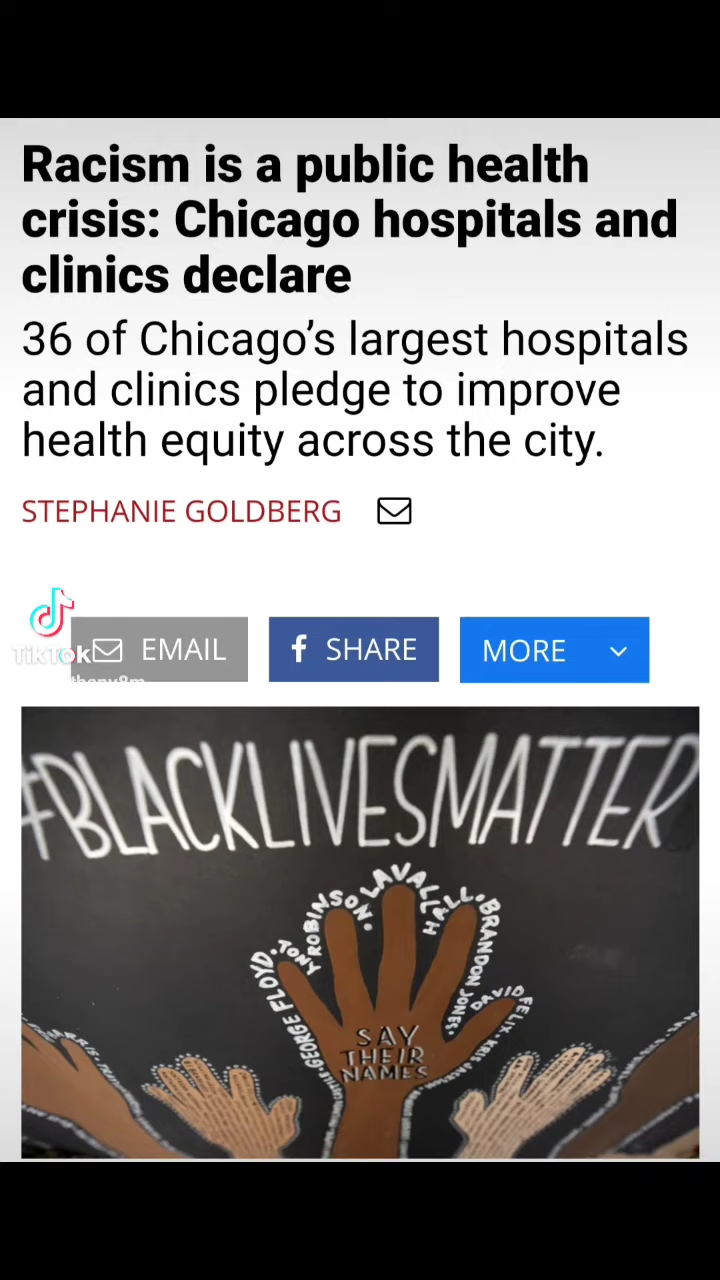 Racism is a public health
crisis: Chicago hospitals and
clinics declare
36 of Chicago's largest hospitals
and clinics pledge to improve
health equity across the city.
STEPHANIE GOLDBERG
TikTok
EMAIL
f SHARE
MORE
#BLACKLIVESMATTER
GEORGE FLOYD.
TONY
ROBINSON.
LAVALL
HALL.
BRANDON JONES.
DAVID
FELIX.
SAY
THEIR
NAMES